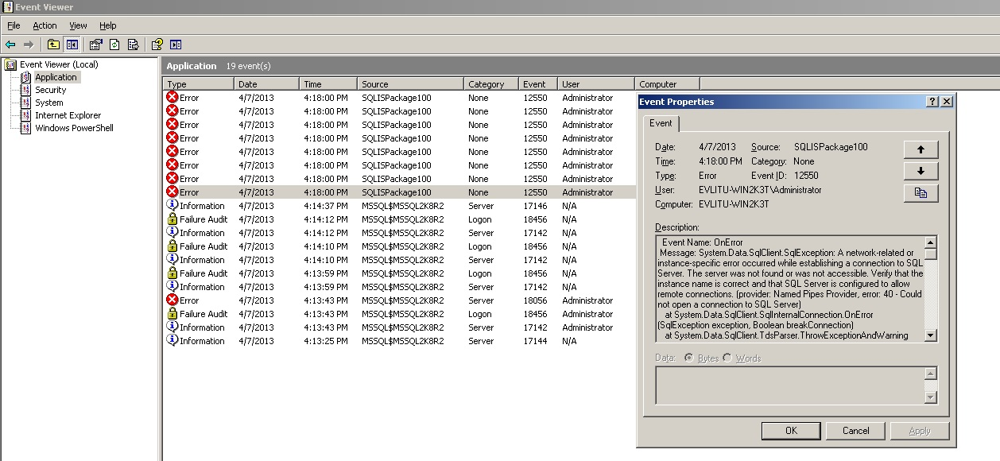 Event Viewer
File Action View Help
Event Viewer (Local)
Application
Security
System
Internet Explorer
Windows PowerShell
Application 19 event(s)
Type Date Time Source Category Event User Computer
Error 4/7/2013 4:18:00 PM SQLISPackage100 None 12550 Administrator
Error 4/7/2013 4:18:00 PM SQLISPackage100 None 12550 Administrator
Error 4/7/2013 4:18:00 PM SQLISPackage100 None 12550 Administrator
Error 4/7/2013 4:18:00 PM SQLISPackage100 None 12550 Administrator
Error 4/7/2013 4:18:00 PM SQLISPackage100 None 12550 Administrator
Error 4/7/2013 4:18:00 PM SQLISPackage100 None 12550 Administrator
Error 4/7/2013 4:18:00 PM SQLISPackage100 None 12550 Administrator
Error 4/7/2013 4:18:00 PM SQLISPackage100 None 12550 Administrator
Information 4/7/2013 4:14:37 PM MSSQL$MSSQL2K8R2 Server 17146 N/A
Failure Audit 4/7/2013 4:14:12 PM MSSQL$MSSQL2K8R2 Logon 18456 N/A
Information 4/7/2013 4:14:12 PM MSSQL$MSSQL2K8R2 Server 17142 N/A
Failure Audit 4/7/2013 4:14:10 PM MSSQL$MSSQL2K8R2 Logon 18456 N/A
Information 4/7/2013 4:14:10 PM MSSQL$MSSQL2K8R2 Server 17142 N/A
Failure Audit 4/7/2013 4:13:59 PM MSSQL$MSSQL2K8R2 Logon 18456 N/A
Information 4/7/2013 4:13:59 PM MSSQL$MSSQL2K8R2 Server 17142 N/A
Error 4/7/2013 4:13:43 PM MSSQL$MSSQL2K8R2 Server 18056 Administrator
Failure Audit 4/7/2013 4:13:43 PM MSSQL$MSSQL2K8R2 Logon 18456 Administrator
Information 4/7/2013 4:13:43 PM MSSQL$MSSQL2K8R2 Server 17142 Administrator
Information 4/7/2013 4:13:25 PM MSSQL$MSSQL2K8R2 Server 17144 N/A
Event Properties
Event
Date: 4/7/2013 Source: SQLISPackage100
Time: 4:18:00 PM Category: None
Type: Error Event ID: 12550
User: EVLITU-WIN2K3T\Administrator
Computer: EVLITU-WIN2K3T
Description:
Event Name: OnError
Message: System.Data.SqlClient.SqlException: A network-related or
instance-specific error occurred while establishing a connection to SQL
Server. The server was not found or was not accessible. Verify that the
instance name is correct and that SQL Server is configured to allow
remote connections. (provider: Named Pipes Provider, error: 40 - Could
not open a connection to SQL Server)
at System.Data.SqlClient.SqlInternalConnection.OnError
(SqlException exception, Boolean breakConnection)
at System.Data.SqlClient.TdsParser.ThrowExceptionAndWarning
Data: Bytes Words
OK Cancel Apply